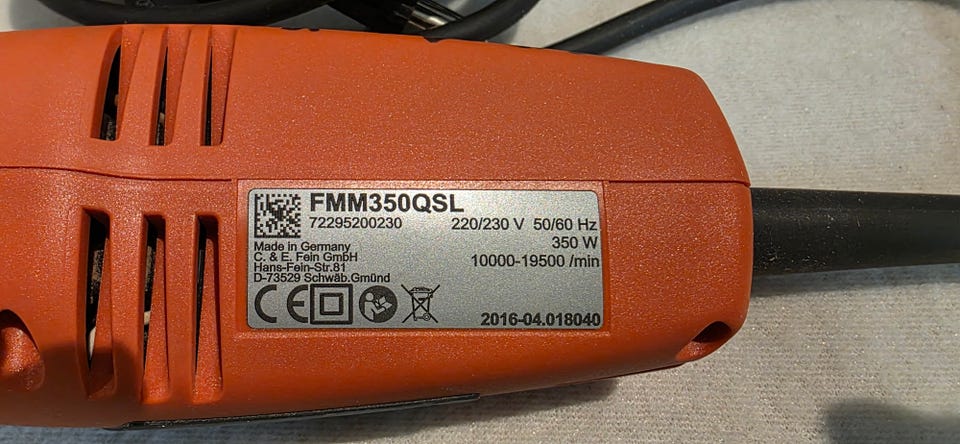 FMM350QSL
72295200230 220/230 V 50/60 Hz
350 W
Made in Germany
C. & E. Fein GmbH
10000-19500 /min
Hans-Fein-Str.81
D-73529 Schwäb.Gmünd
CE
2016-04.018040